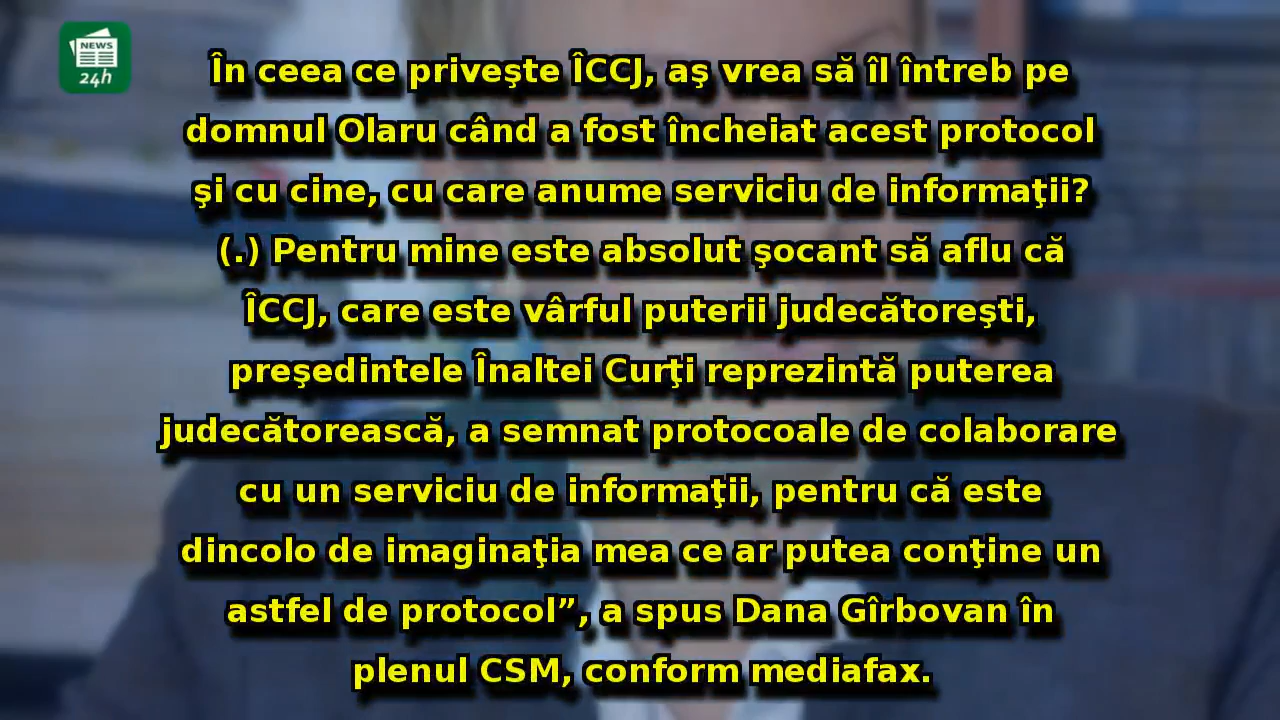 NEWS
24h
În ceea ce priveşte ÎCCJ, aş vrea să îl întreb pe
domnul Olaru când a fost încheiat acest protocol
şi cu cine, cu care anume serviciu de informaţii?
(.) Pentru mine este absolut şocant să aflu că
ÎCCJ, care este vârful puterii judecătoreşti,
preşedintele Înaltei Curţi reprezintă puterea
judecătorească, a semnat protocoale de colaborare
cu un serviciu de informaţii, pentru că este
dincolo de imaginaţia mea ce ar putea conţine un
astfel de protocol”, a spus Dana Gîrbovan în
plenul CSM, conform mediafax.